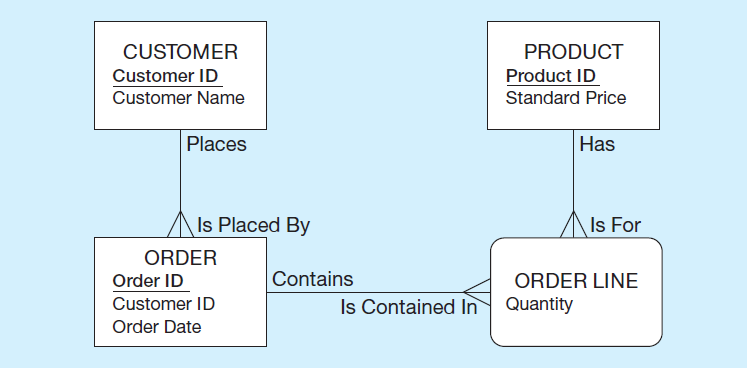 CUSTOMER
Customer ID
Customer Name
Places
Is Placed By
ORDER
Order ID
Customer ID
Order Date
Contains
Is Contained In
PRODUCT
Product ID
Standard Price
Has
Is For
ORDER LINE
Quantity